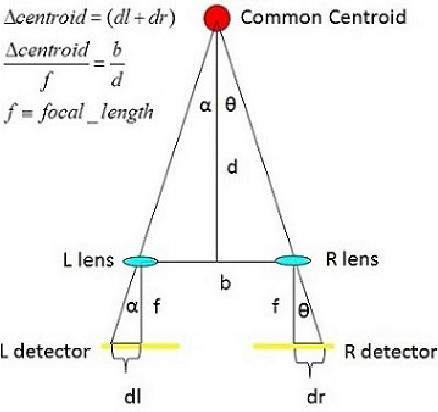 Δcentroid = (dl + dr)
Common Centroid
Δcentroid / f = b / d
f ≡ focal_length
α θ
d
L lens
R lens
b
α f
f θ
L detector
R detector
dl
dr